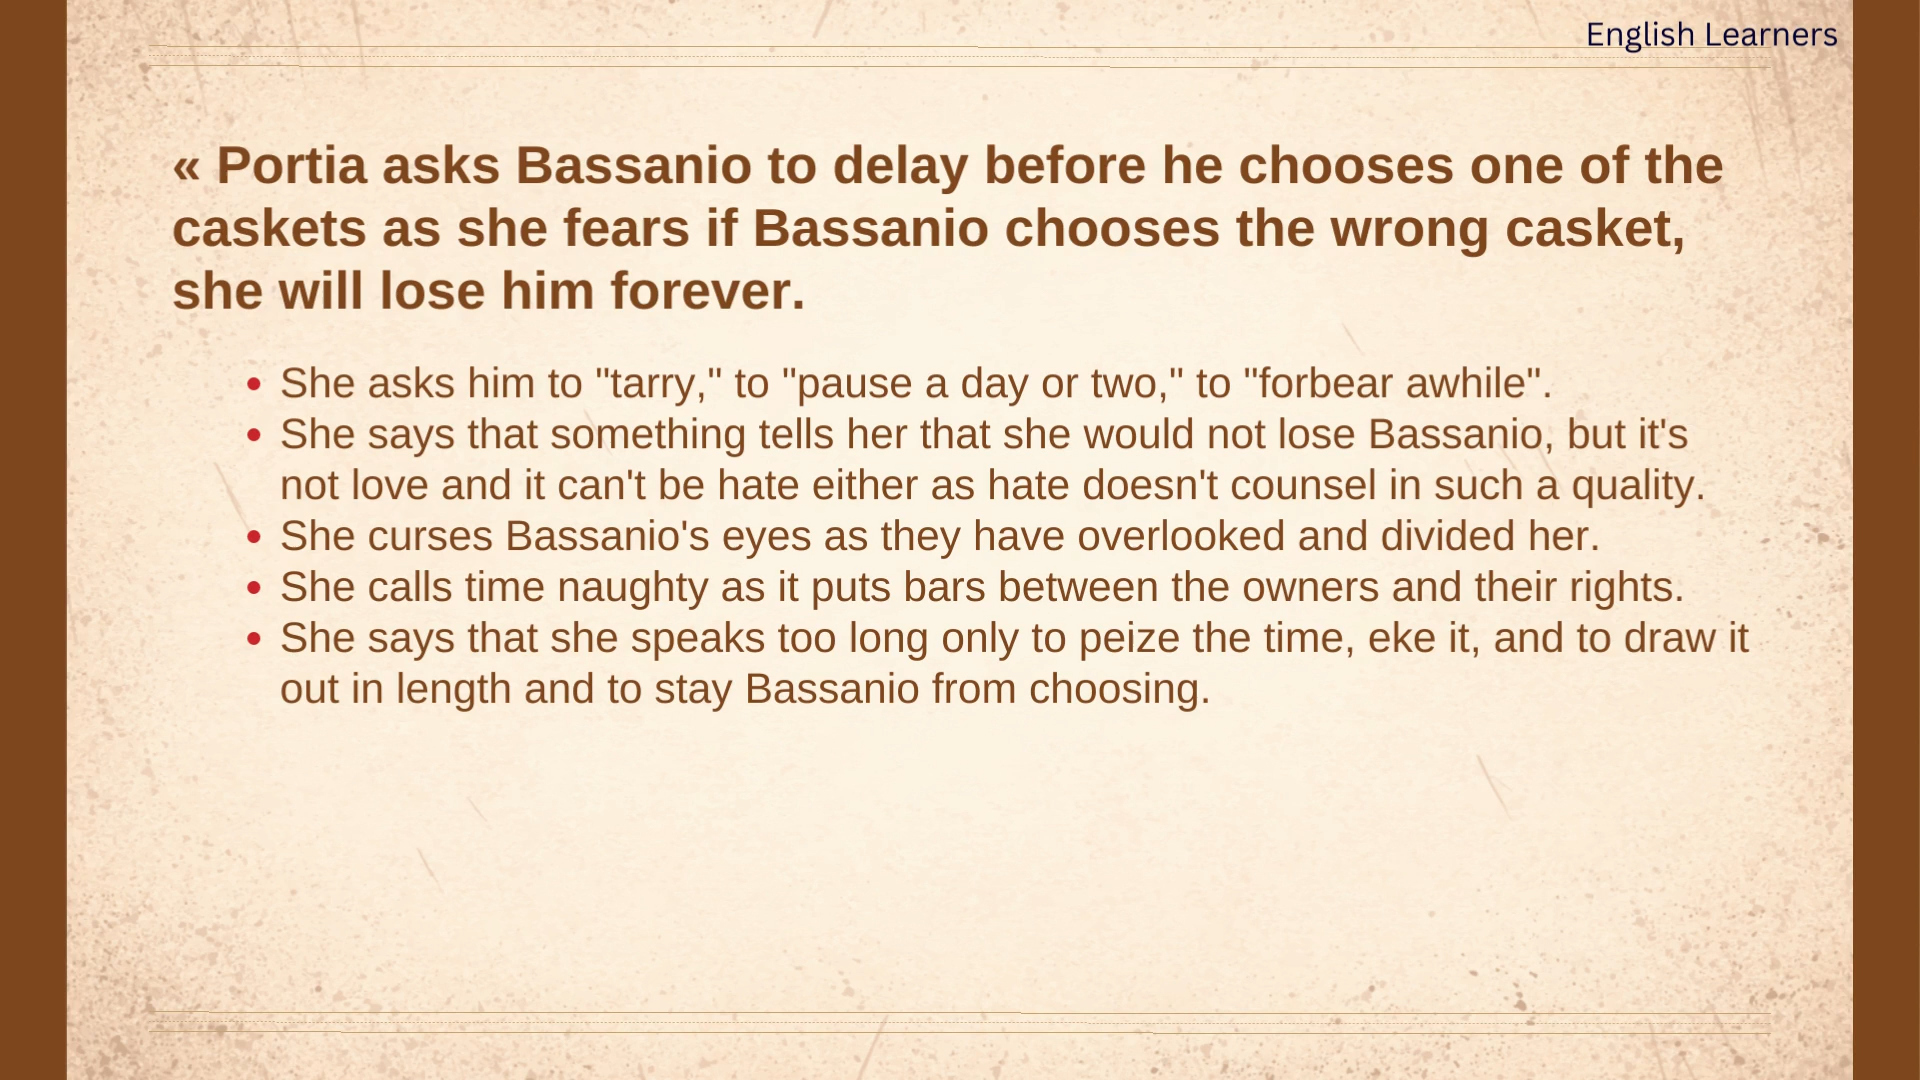 English Learners
« Portia asks Bassanio to delay before he chooses one of the
caskets as she fears if Bassanio chooses the wrong casket,
she will lose him forever.
• She asks him to "tarry," to "pause a day or two," to "forbear awhile".
• She says that something tells her that she would not lose Bassanio, but it's
not love and it can't be hate either as hate doesn't counsel in such a quality.
• She curses Bassanio's eyes as they have overlooked and divided her.
• She calls time naughty as it puts bars between the owners and their rights.
• She says that she speaks too long only to peize the time, eke it, and to draw it
out in length and to stay Bassanio from choosing.